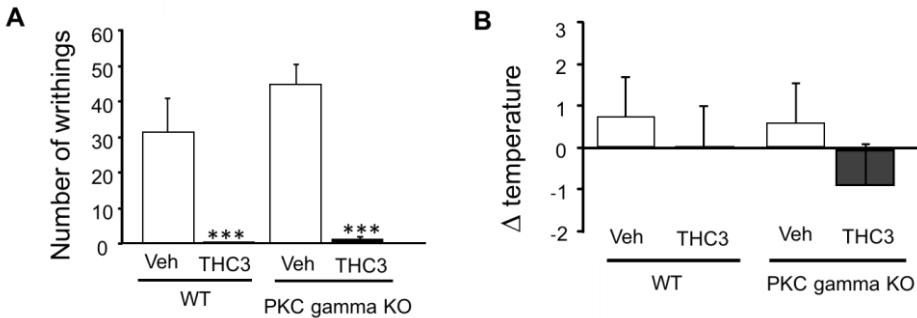 A
Number of writhings
60
50
40
30
20
10
0
***
***
Veh THC3 Veh THC3
WT
PKC gamma KO
B
Δ temperature
3
2
1
0
-1
-2
Veh THC3 Veh THC3
WT
PKC gamma KO